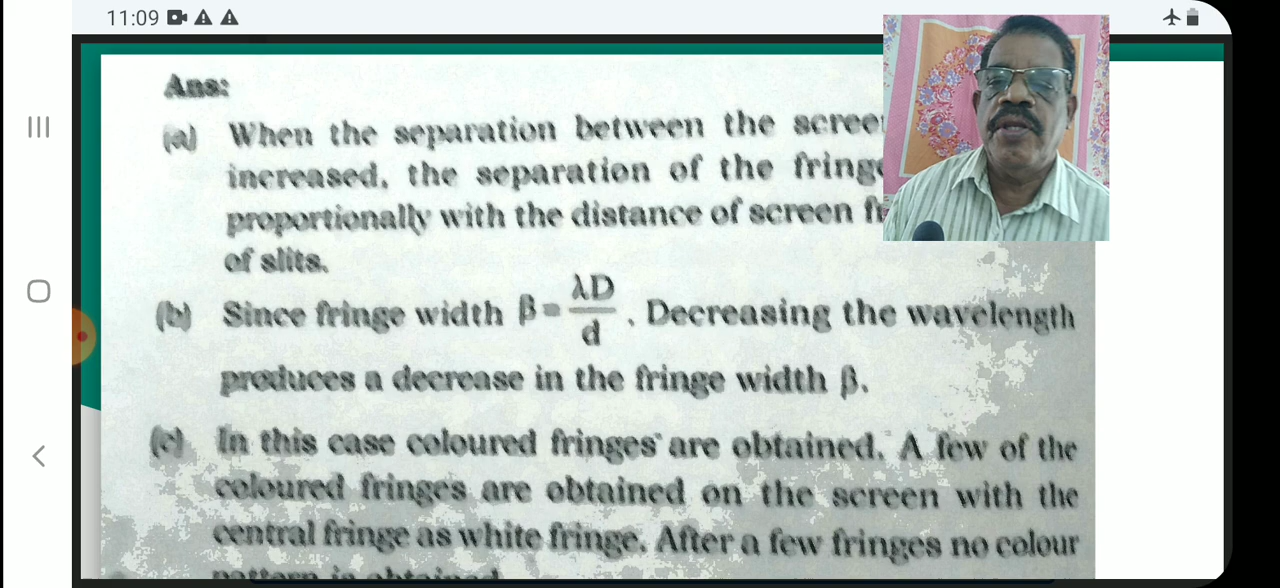 11:09
Ans:
(a) When the separation between the
increased, the separation of the
proportionally with the distance of screen
of slits.
(b) Since fringe width β = λD/d . Decreasing the wavelength
produces a decrease in the fringe width β.
(c) In this case coloured fringes are obtained. A few of the
coloured fringes are obtained on the screen with the
central fringe as white fringe. After a few fringes no colour
pattern is obtained